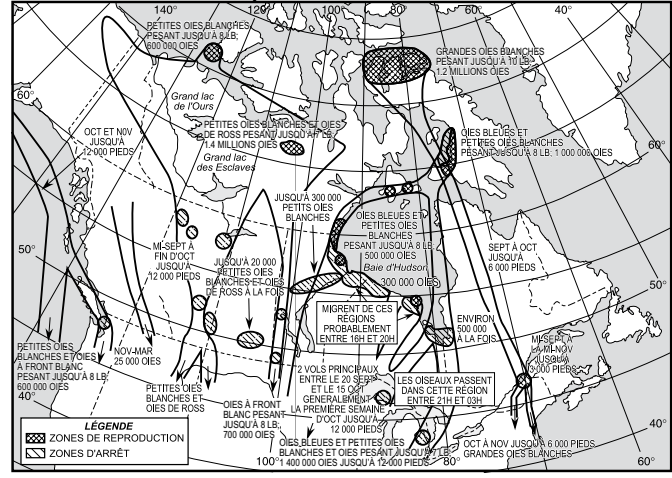 140°
120°
100°
80°
60°
40°
PETITES OIES BLANCHES
PESANT JUSQU'À 8 LB;
600 000 OIES
GRANDES OIES BLANCHES
PESANT JUSQU'À 10 LB;
1.2 MILLIONS OIES
Grand lac
de l'Ours
60°
PETITES OIES BLANCHES ET OIES
DE ROSS PESANT JUSQU'À 7 LB;
1.4 MILLIONS OIES
Grand lac
des Esclaves
OCT ET NOV
JUSQU'À
12 000 PIEDS
OIES BLEUES ET
PETITES OIES BLANCHES
PESANT JUSQU'À 8 LB; 1 000 000 OIES
60°
JUSQU'À 300 000
PETITS OIES
BLANCHES
OIES BLEUES ET
PETITES OIES
BLANCHES
PESANT JUSQU'À 8 LB;
500 000 OIES
Baie d'Hudson
300 000 OIES
50°
MI-SEPT À
FIN D'OCT
JUSQU'À
12 000 PIEDS
JUSQU'À 20 000
PETITES OIES
BLANCHES ET OIES
DE ROSS À LA FOIS
SEPT À OCT
JUSQU'À
6 000 PIEDS
50°
MIGRENT DE CES
RÉGIONS
PROBABLEMENT
ENTRE 16H ET 20H
ENVIRON
500 000
À LA FOIS
MI-SEPT À
LA MI-NOV
JUSQU'À
3 000 PIEDS
PETITES OIES
BLANCHES ET OIES
À FRONT BLANC
PESANT JUSQU'À 8 LB;
600 000 OIES
NOV-MAR
25 000 OIES
40°
PETITES OIES
BLANCHES ET
OIES DE ROSS
OIES À FRONT
BLANC PESANT
JUSQU'À 8 LB;
700 000 OIES
2 VOLS PRINCIPAUX
ENTRE LE 20 SEPT
ET LE 15 OCT
GENERALEMENT
LA PREMIÈRE SEMAINE
D'OCT JUSQU'À
12 000 PIEDS
LES OISEAUX PASSENT
DANS CETTE RÉGION
ENTRE 21H ET 03H
40°
OIES BLEUES ET PETITES OIES
BLANCHES ET OIES PESANT JUSQU'À 7 LB;
1 400 000 OIES JUSQU'À 12 000 PIEDS
OCT À NOV JUSQU'À 6 000 PIEDS
GRANDES OIES BLANCHES
LÉGENDE
ZONES DE REPRODUCTION
ZONES D'ARRÊT
100°
80°
60°